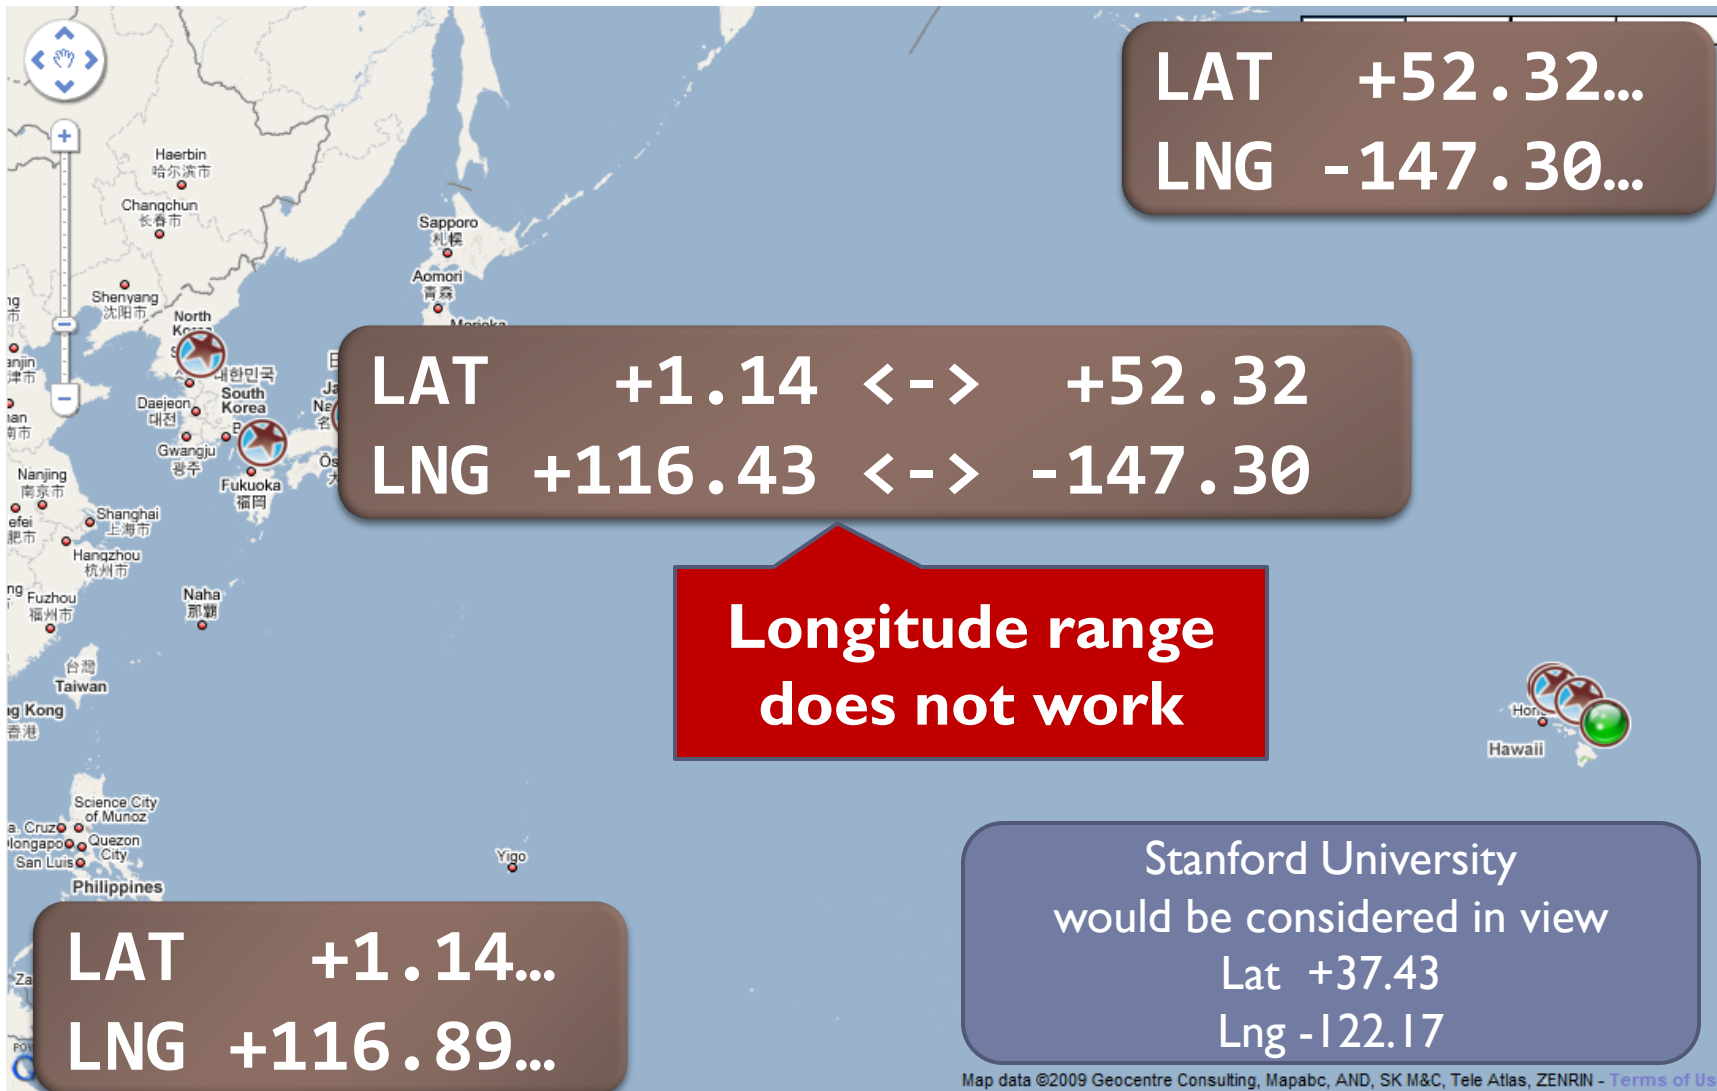 LAT +52.32…
LNG -147.30…
Haerbin
哈尔滨市
Changchun
长春市
Sapporo
札幌
Aomori
青森
Shenyang
沈阳市
North
LAT +1.14 <-> +52.32
LNG +116.43 <-> -147.30
대한민국
South
Korea
Daejeon
대전
Gwangju
광주
Fukuoka
福岡
Nanjing
南京市
Shanghai
上海市
Hangzhou
杭州市
Longitude range
does not work
Naha
那覇
Fuzhou
福州市
台灣
Taiwan
Kong
香港
Hawaii
Science City
of Munoz
Quezon
City
San Luis
Philippines
Yigo
Stanford University
would be considered in view
Lat +37.43
Lng -122.17
LAT +1.14…
LNG +116.89…
Map data ©2009 Geocentre Consulting, Mapabc, AND, SK M&C, Tele Atlas, ZENRIN - Terms of Us